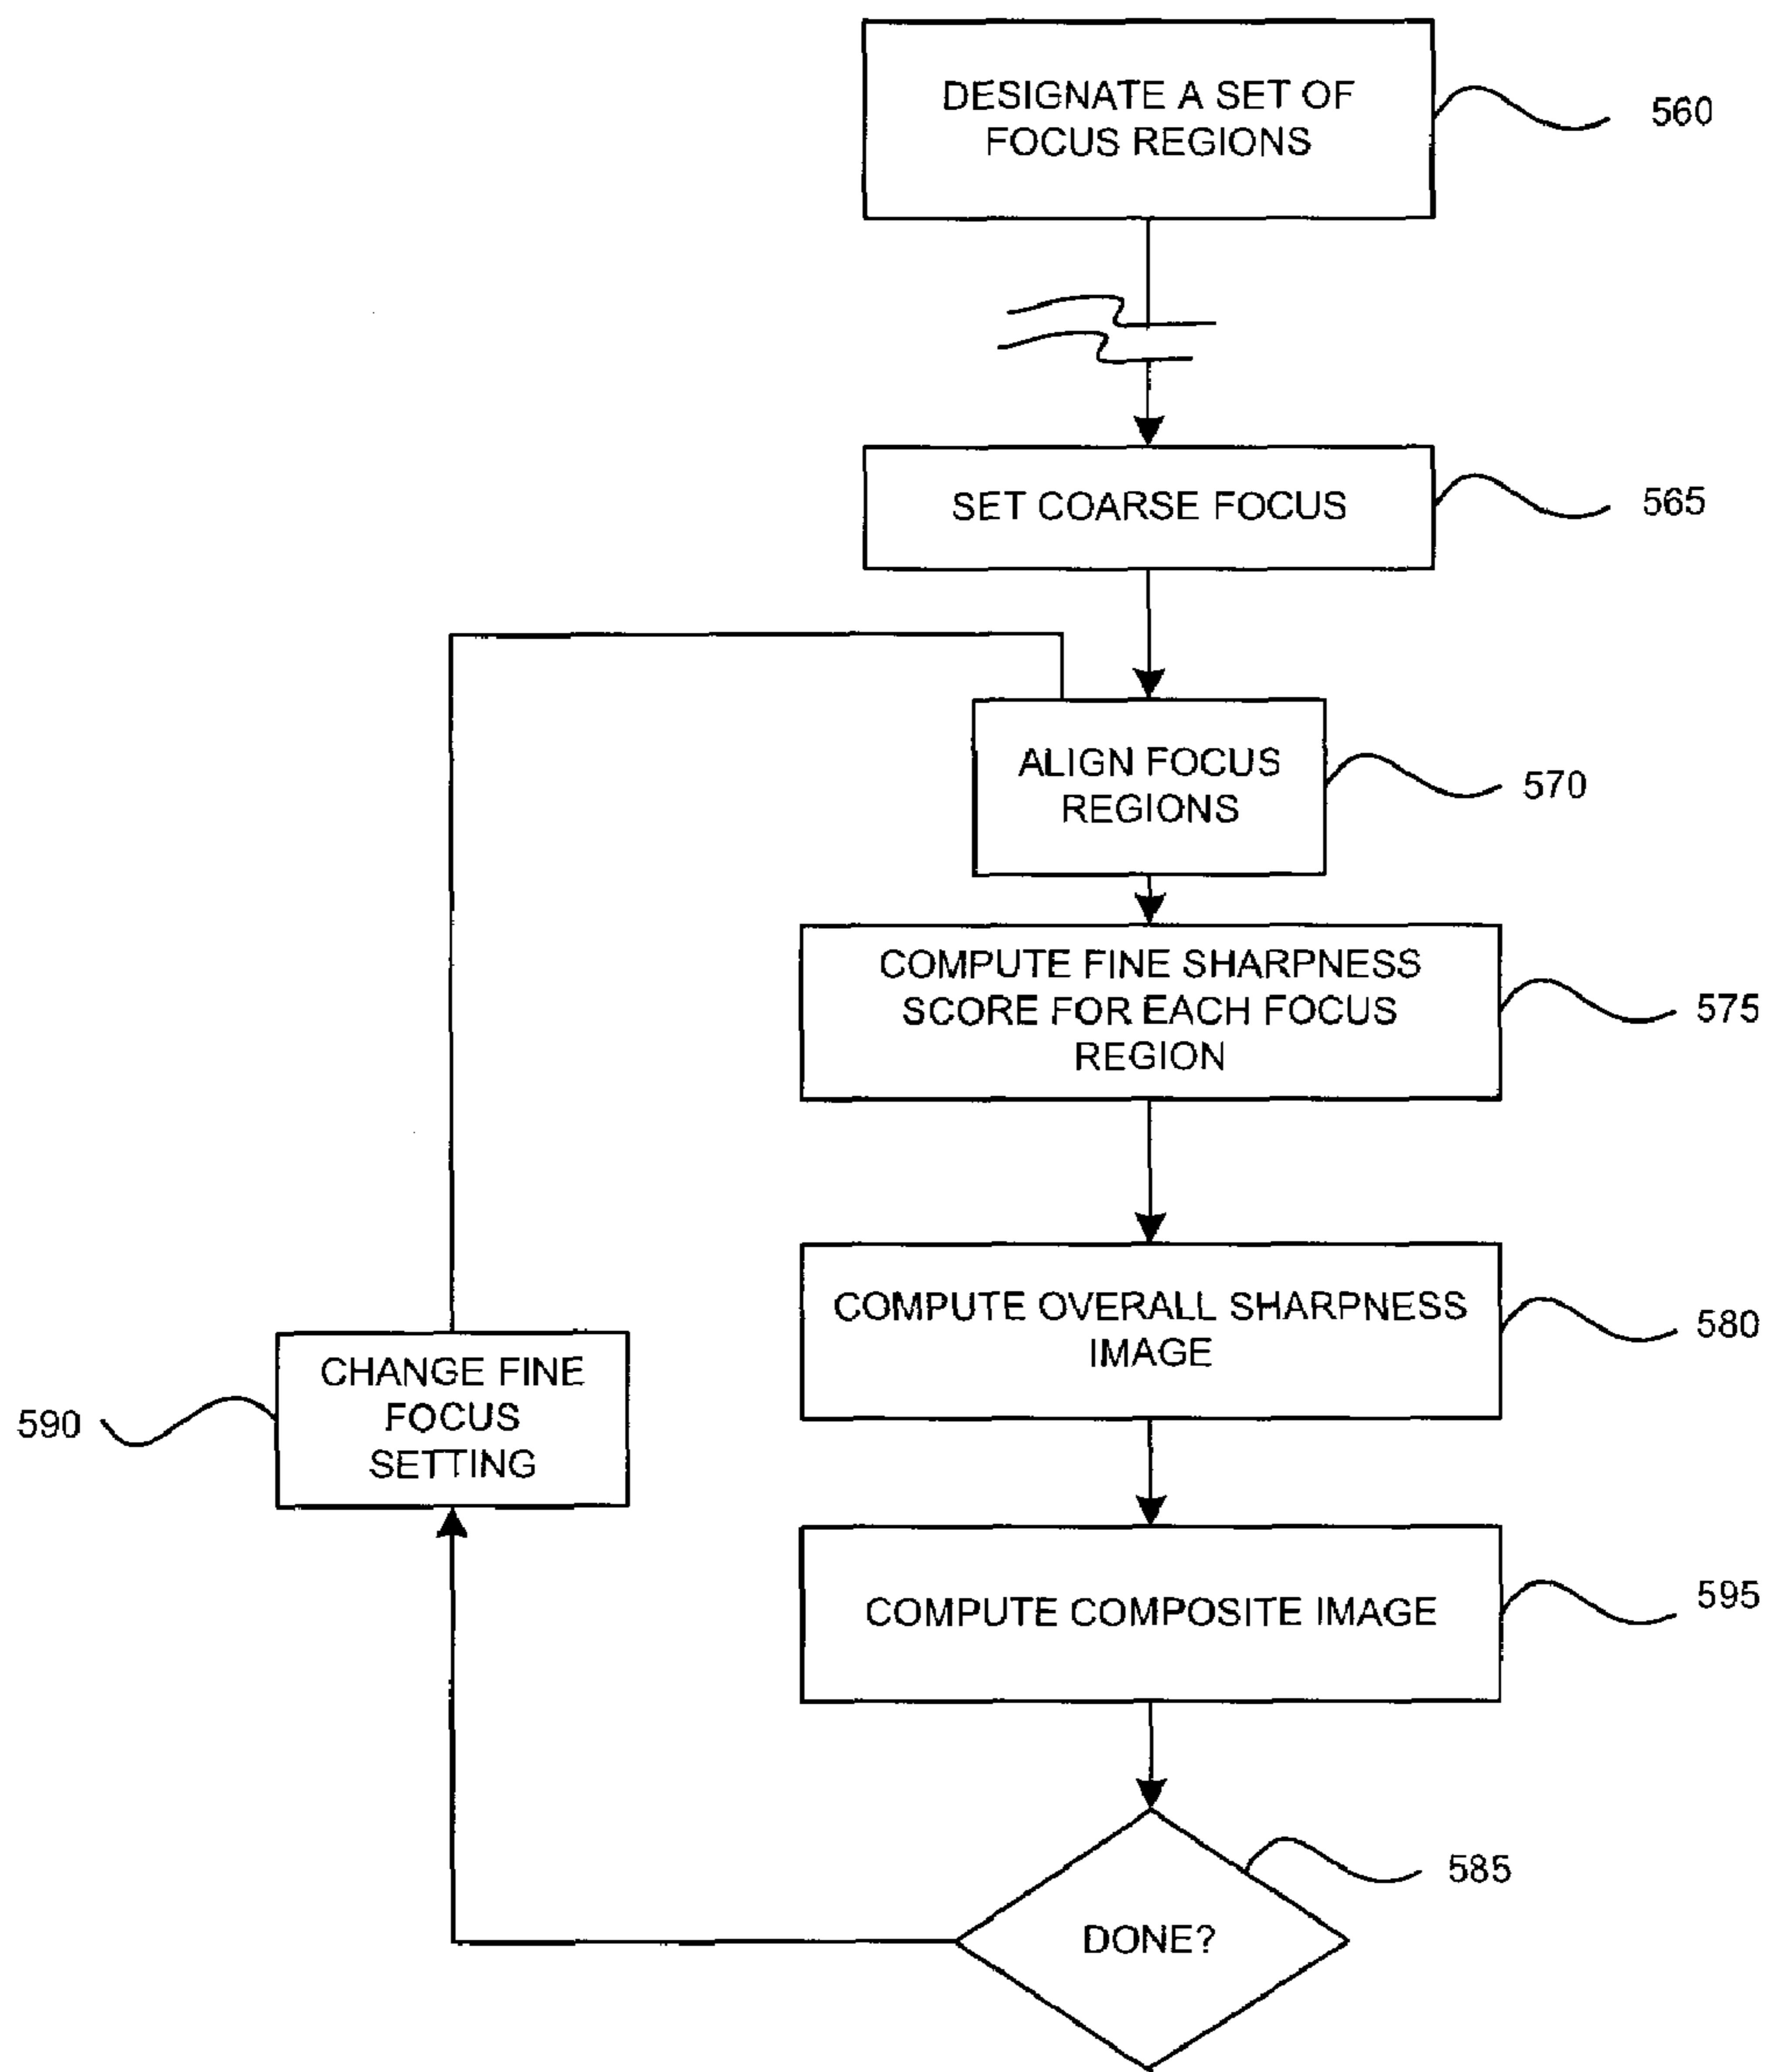 DESIGNATE A SET OF
FOCUS REGIONS
560
SET COARSE FOCUS
565
ALIGN FOCUS
REGIONS
570
COMPUTE FINE SHARPNESS
SCORE FOR EACH FOCUS
REGION
575
COMPUTE OVERALL SHARPNESS
IMAGE
580
CHANGE FINE
FOCUS
SETTING
590
COMPUTE COMPOSITE IMAGE
595
DONE?
585